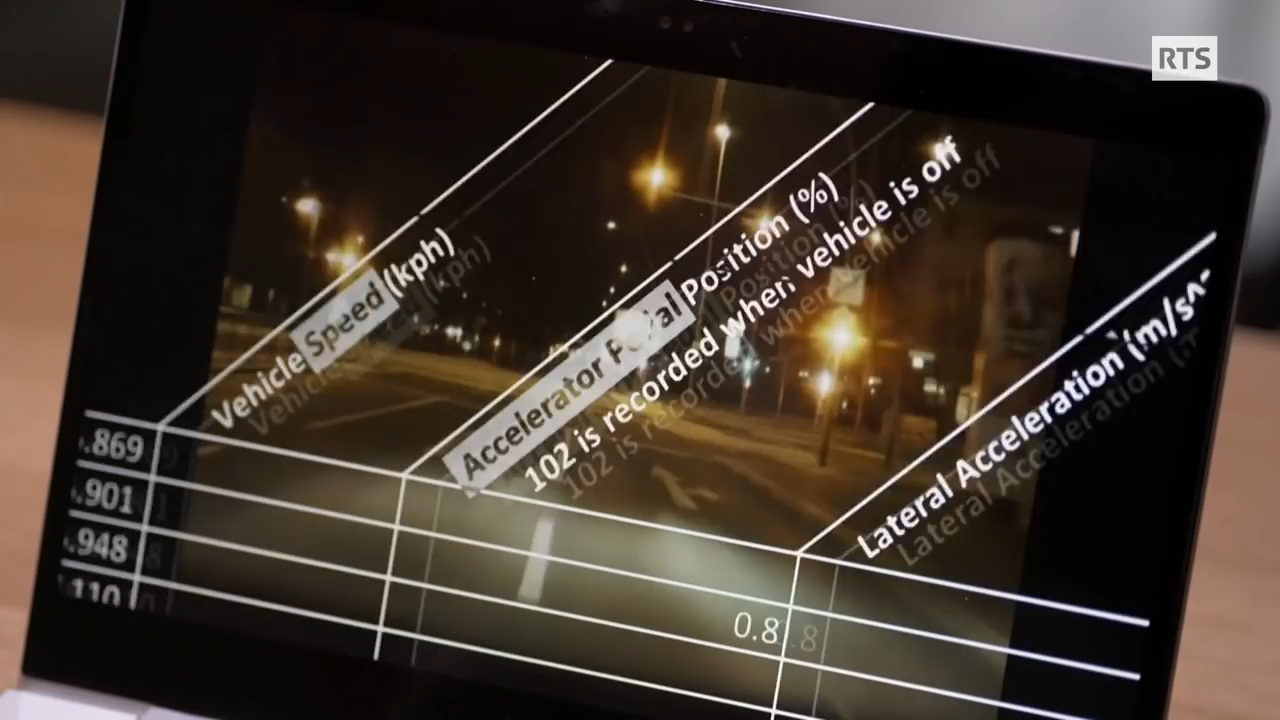 RTS
Vehicle Speed (kph)
Accelerator Pedal Position (%)
102 is recorded when vehicle is off
Lateral Acceleration (m/s^
.869
.901
.948
110
0.8